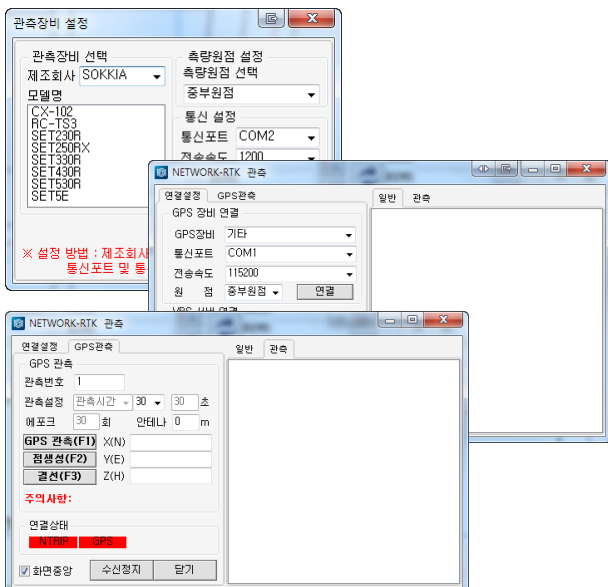 관측장비 설정
관측장비 선택
제조회사 SOKKIA
모델명
CX-102
RC-TS3
SET230R
SET250RX
SET330R
SET430R
SET530R
SET5E
측량원점 설정
측량원점 선택
중부원점
통신 설정
통신포트 COM2
전송속도 1200
※ 설정 방법 : 제조회사
통신포트 및 통
NETWORK-RTK 관측
연결설정 GPS관측
GPS 장비 연결
GPS장비 기타
통신포트 COM1
전송속도 115200
원 점 중부원점 연결
일반 관측
NETWORK-RTK 관측
연결설정 GPS관측
GPS 관측
관측번호 1
관측설정 관측시간 30 30 초
에포크 30 회 안테나 0 m
GPS 관측(F1) X(N)
점생성(F2) Y(E)
결선(F3) Z(H)
주의사항:
연결상태
NTRIP GPS
화면중앙 수신정지 닫기
일반 관측